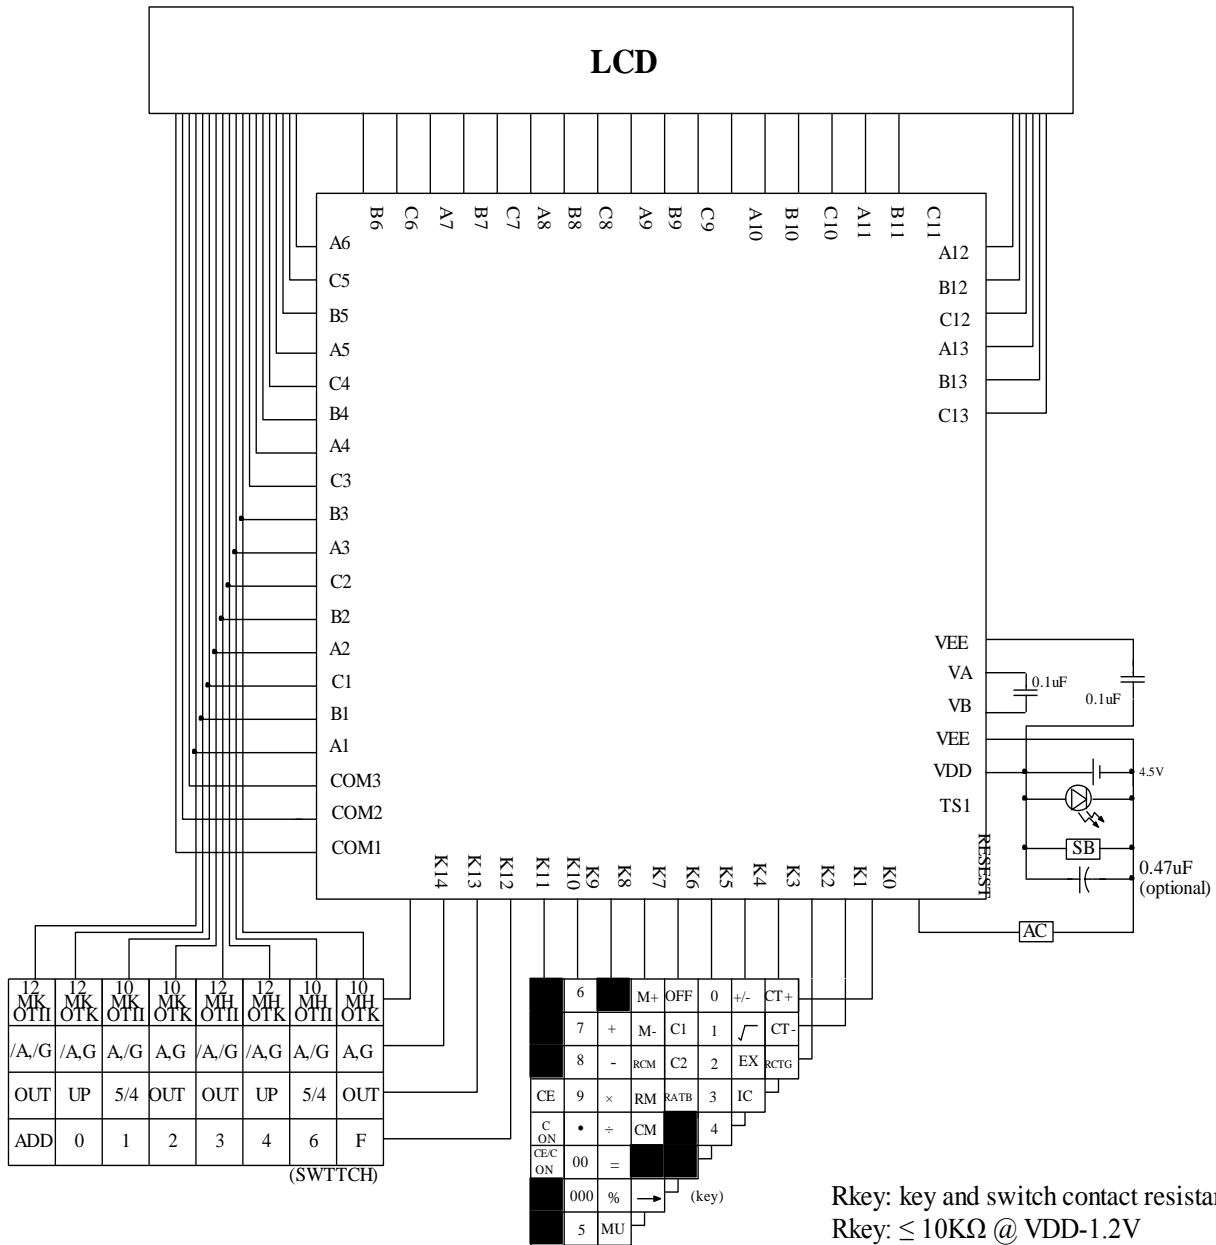 LCD
B6 C6 A7 B7 C7 A8 B8 C8 A9 B9 C9 A10 B10 C10 A11 B11 C11
A6
C5
B5
A5
C4
B4
A4
C3
B3
A3
C2
B2
A2
C1
B1
A1
COM3
COM2
COM1
A12
B12
C12
A13
B13
C13
VEE
VA
VB
VEE
VDD
TS1
RESEST
0.1uF
0.1uF
4.5V
SB
0.47uF
(optional)
AC
K14 K13 K12 K11 K10 K9 K8 K7 K6 K5 K4 K3 K2 K1 K0
12 12 10 10 12 12 10 10
MK MK MK MK MH MH MH MH
OTII OTK OTII OTK OTII OTK OTII OTK
/A,/G /A,G A,/G A,G /A,/G /A,G A,/G A,G
OUT UP 5/4 OUT OUT UP 5/4 OUT
ADD 0 1 2 3 4 6 F
(SWTTCH)
6 M+ OFF 0 +/- CT+
7 + M- C1 1 √ CT-
8 - RCM C2 2 EX RCTG
CE 9 × RM RATB 3 IC
C ON • ÷ CM 4
CE/C ON 00 =
000 % → (key)
5 MU
Rkey: key and switch contact resistan
Rkey: ≤ 10KΩ @ VDD-1.2V